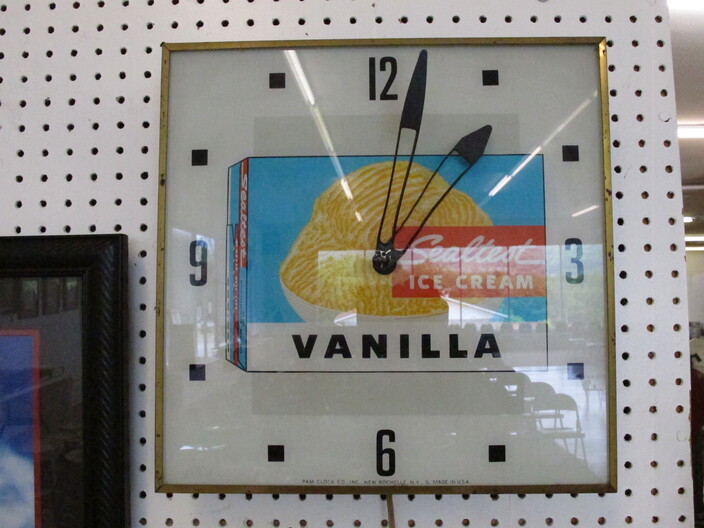 12
9
3
Sealtest
ICE CREAM
VANILLA
6
PAM CLOCK CO. INC., NEW ROCHELLE, N.Y., U.S. MADE IN U.S.A.